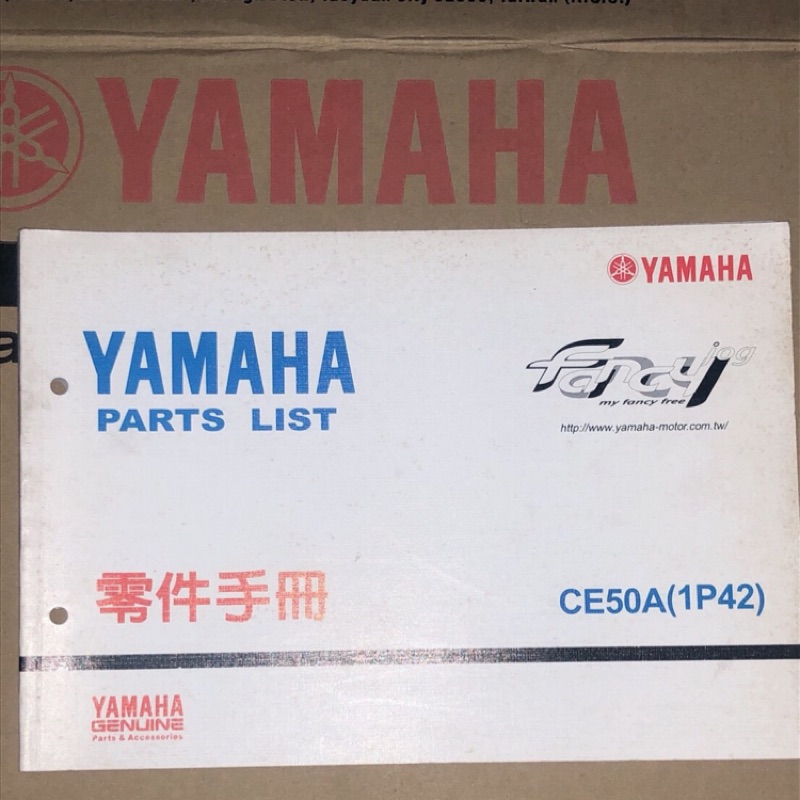 YAMAHA
YAMAHA
YAMAHA
PARTS LIST
fancy jog
my fancy free
http://www.yamaha-motor.com.tw/
零件手冊
CE50A(1P42)
YAMAHA
GENUINE
Parts & Accessories